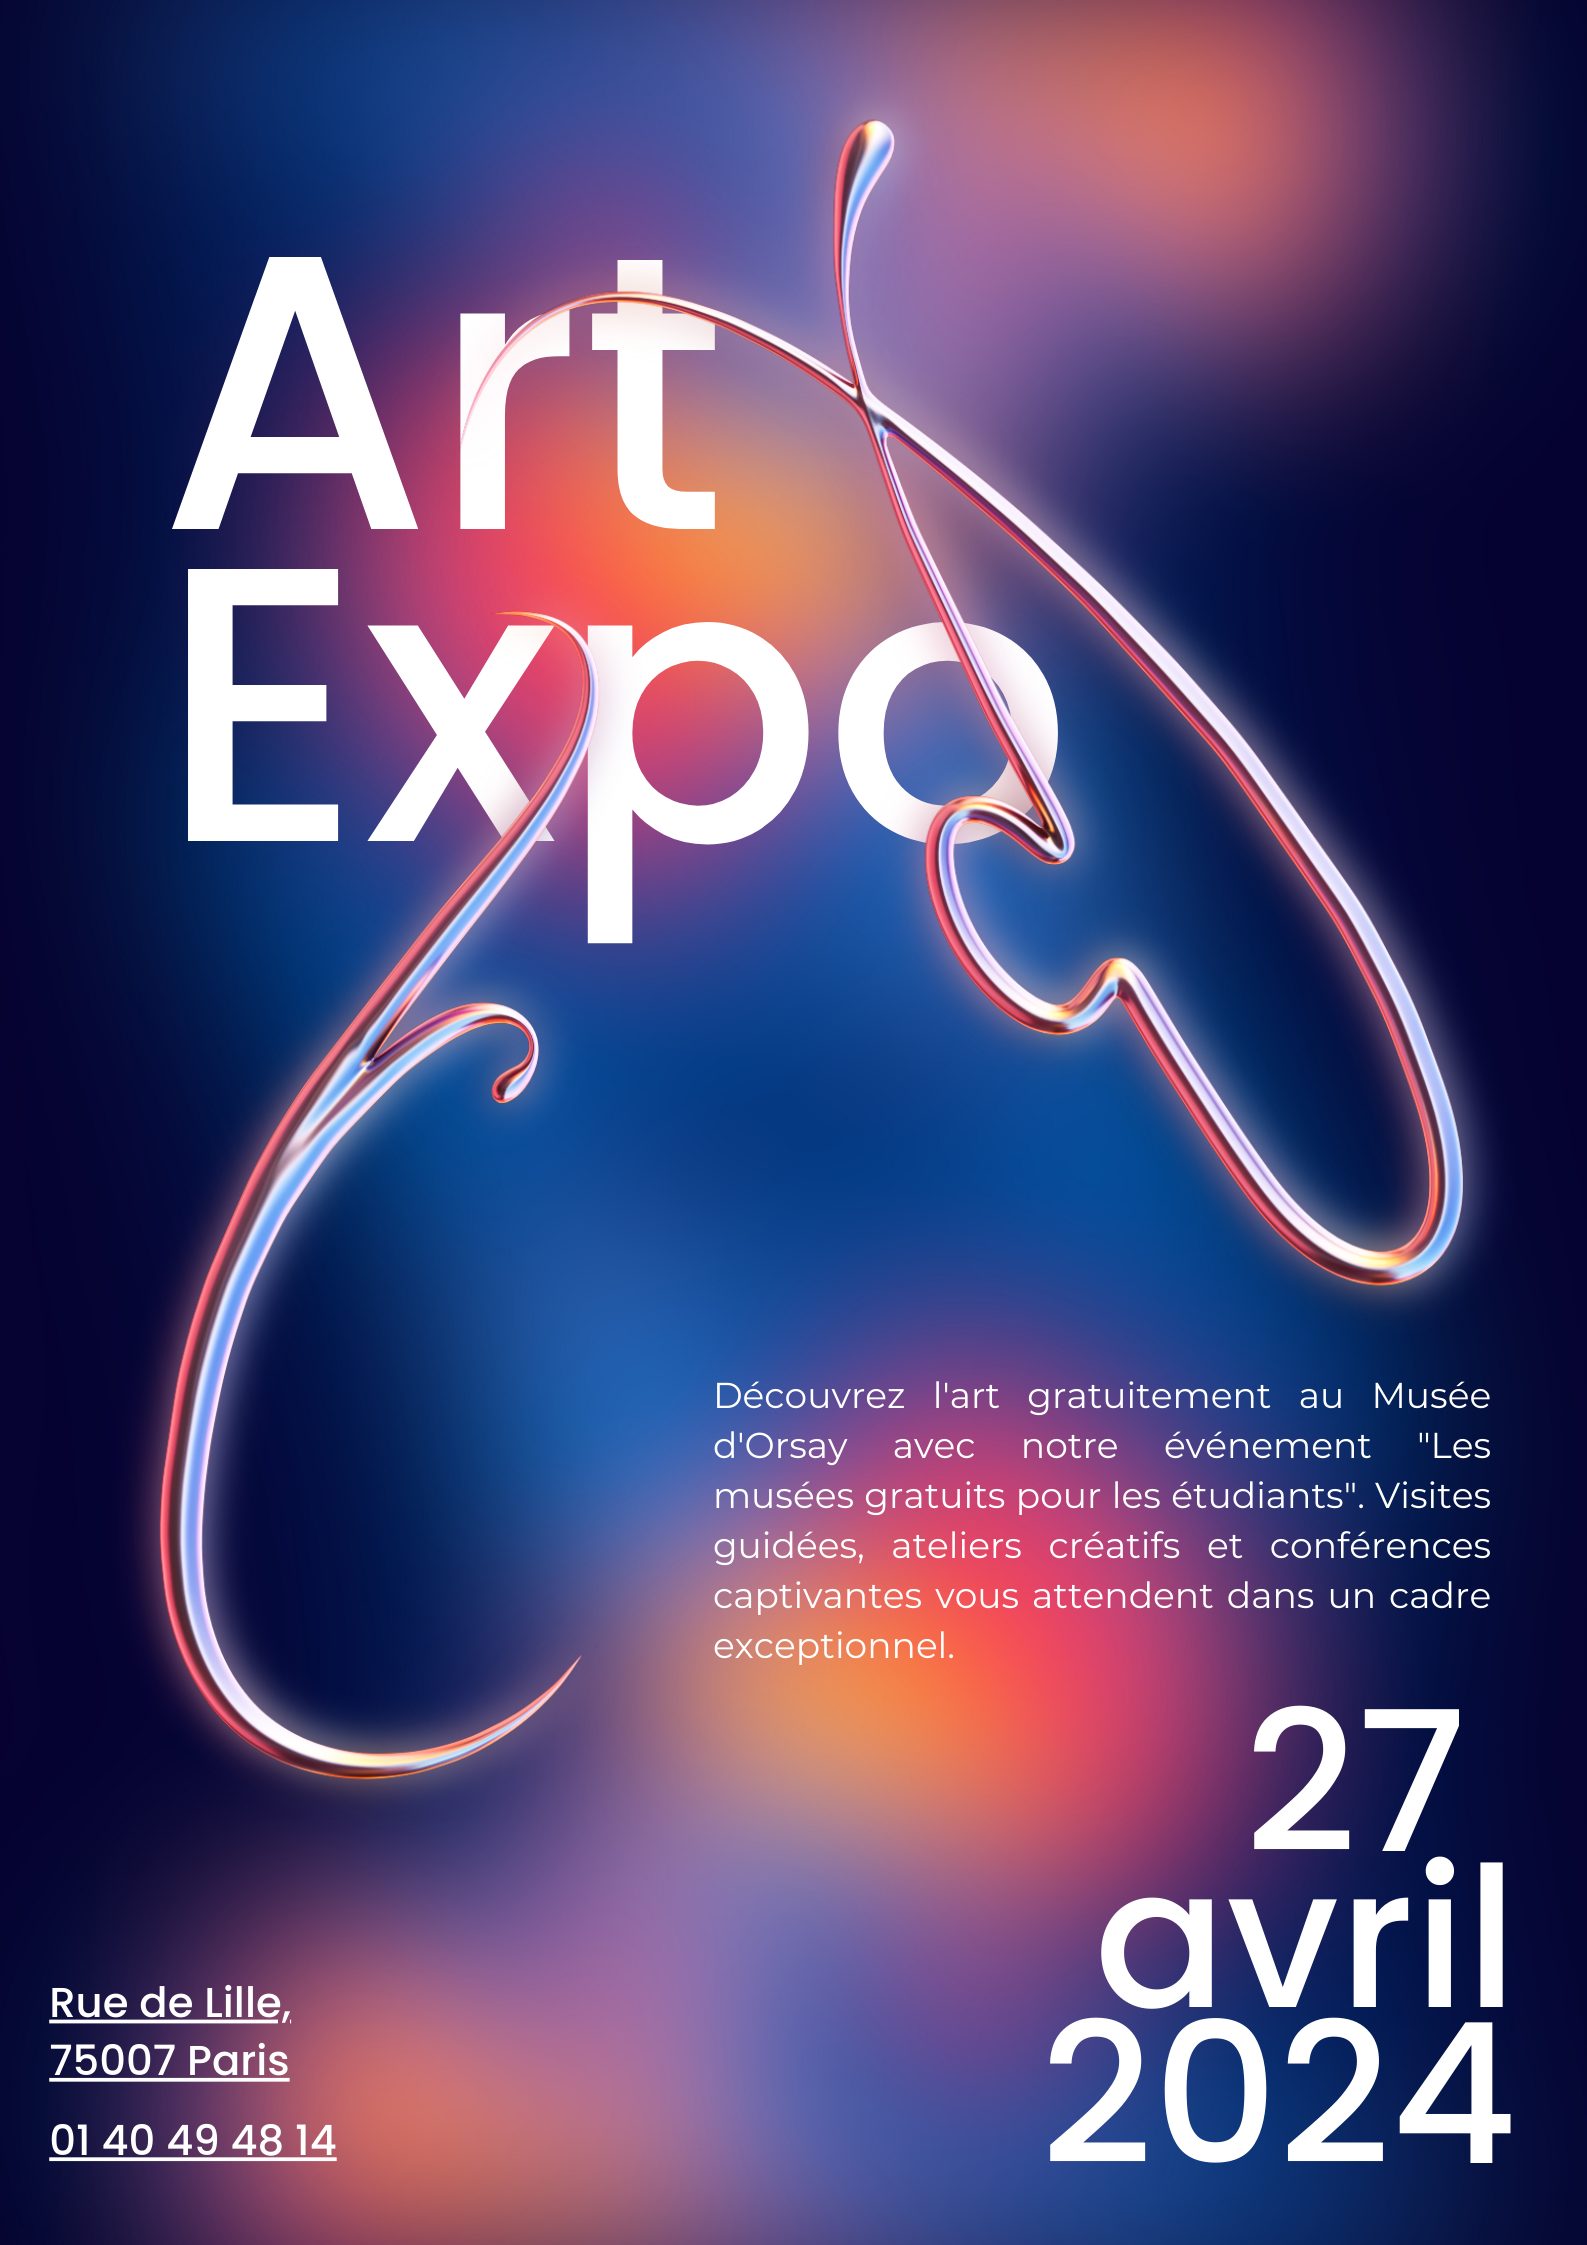 Art
Expo
Découvrez l'art gratuitement au Musée
d'Orsay avec notre événement "Les
musées gratuits pour les étudiants". Visites
guidées, ateliers créatifs et conférences
captivantes vous attendent dans un cadre
exceptionnel.
27
avril
2024
Rue de Lille,
75007 Paris
01 40 49 48 14